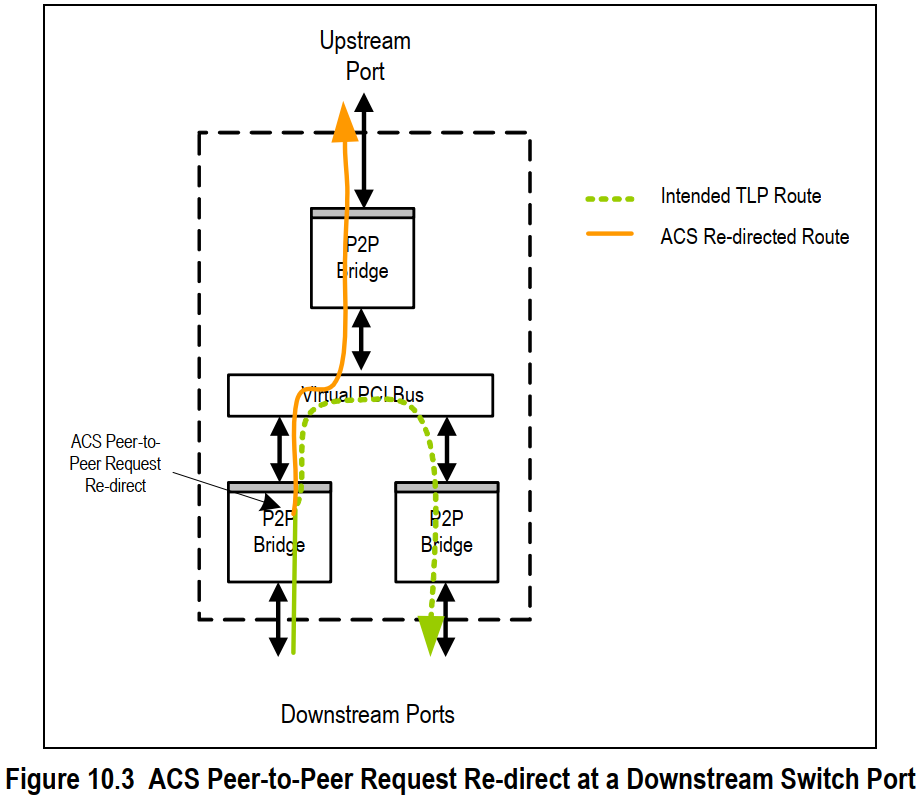 Upstream
Port
Intended TLP Route
ACS Re-directed Route
P2P
Bridge
Virtual PCI Bus
ACS Peer-to-
Peer Request
Re-direct
P2P
Bridge
P2P
Bridge
Downstream Ports
Figure 10.3 ACS Peer-to-Peer Request Re-direct at a Downstream Switch Port